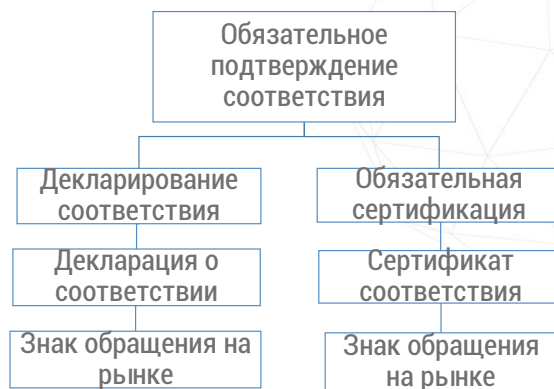 Обязательное
подтверждение
соответствия
Декларирование
соответствия
Обязательная
сертификация
Декларация о
соответствии
Сертификат
соответствия
Знак обращения на
рынке
Знак обращения
на рынке